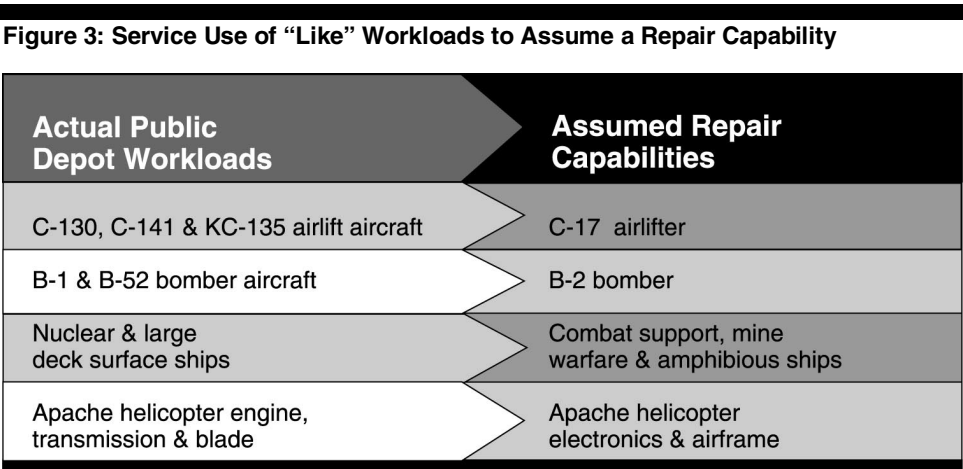 Figure 3: Service Use of “Like” Workloads to Assume a Repair Capability
Actual Public
Depot Workloads
Assumed Repair
Capabilities
C-130, C-141 & KC-135 airlift aircraft
C-17 airlifter
B-1 & B-52 bomber aircraft
B-2 bomber
Nuclear & large
deck surface ships
Combat support, mine
warfare & amphibious ships
Apache helicopter engine,
transmission & blade
Apache helicopter
electronics & airframe